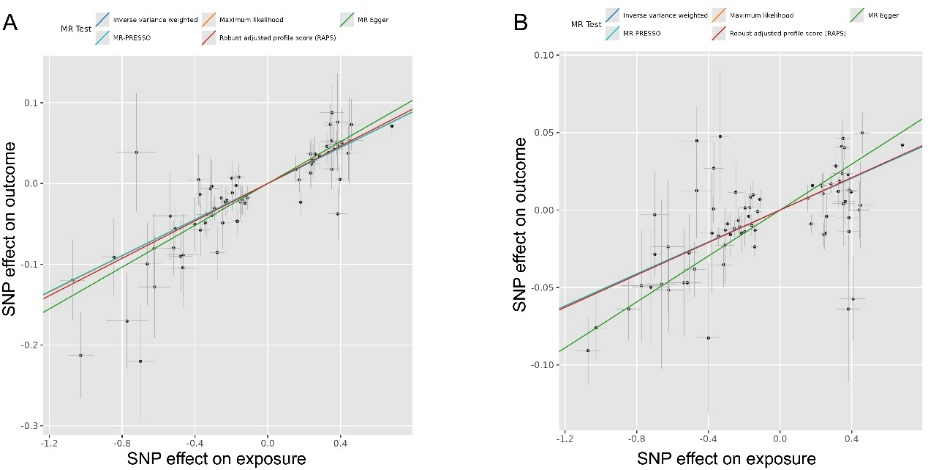 A
MR Test
Inverse variance weighted
Maximum likelihood
MR Egger
MR-PRESSO
Robust adjusted profile score (RAPS)
SNP effect on outcome
0.1
0.0
-0.1
-0.2
-0.3
-1.2 -0.8 -0.4 0.0 0.4
SNP effect on exposure
B
MR Test
Inverse variance weighted
Maximum likelihood
MR Egger
MR-PRESSO
Robust adjusted profile score (RAPS)
SNP effect on outcome
0.10
0.05
0.00
-0.05
-0.10
-1.2 -0.8 -0.4 0.0 0.4
SNP effect on exposure